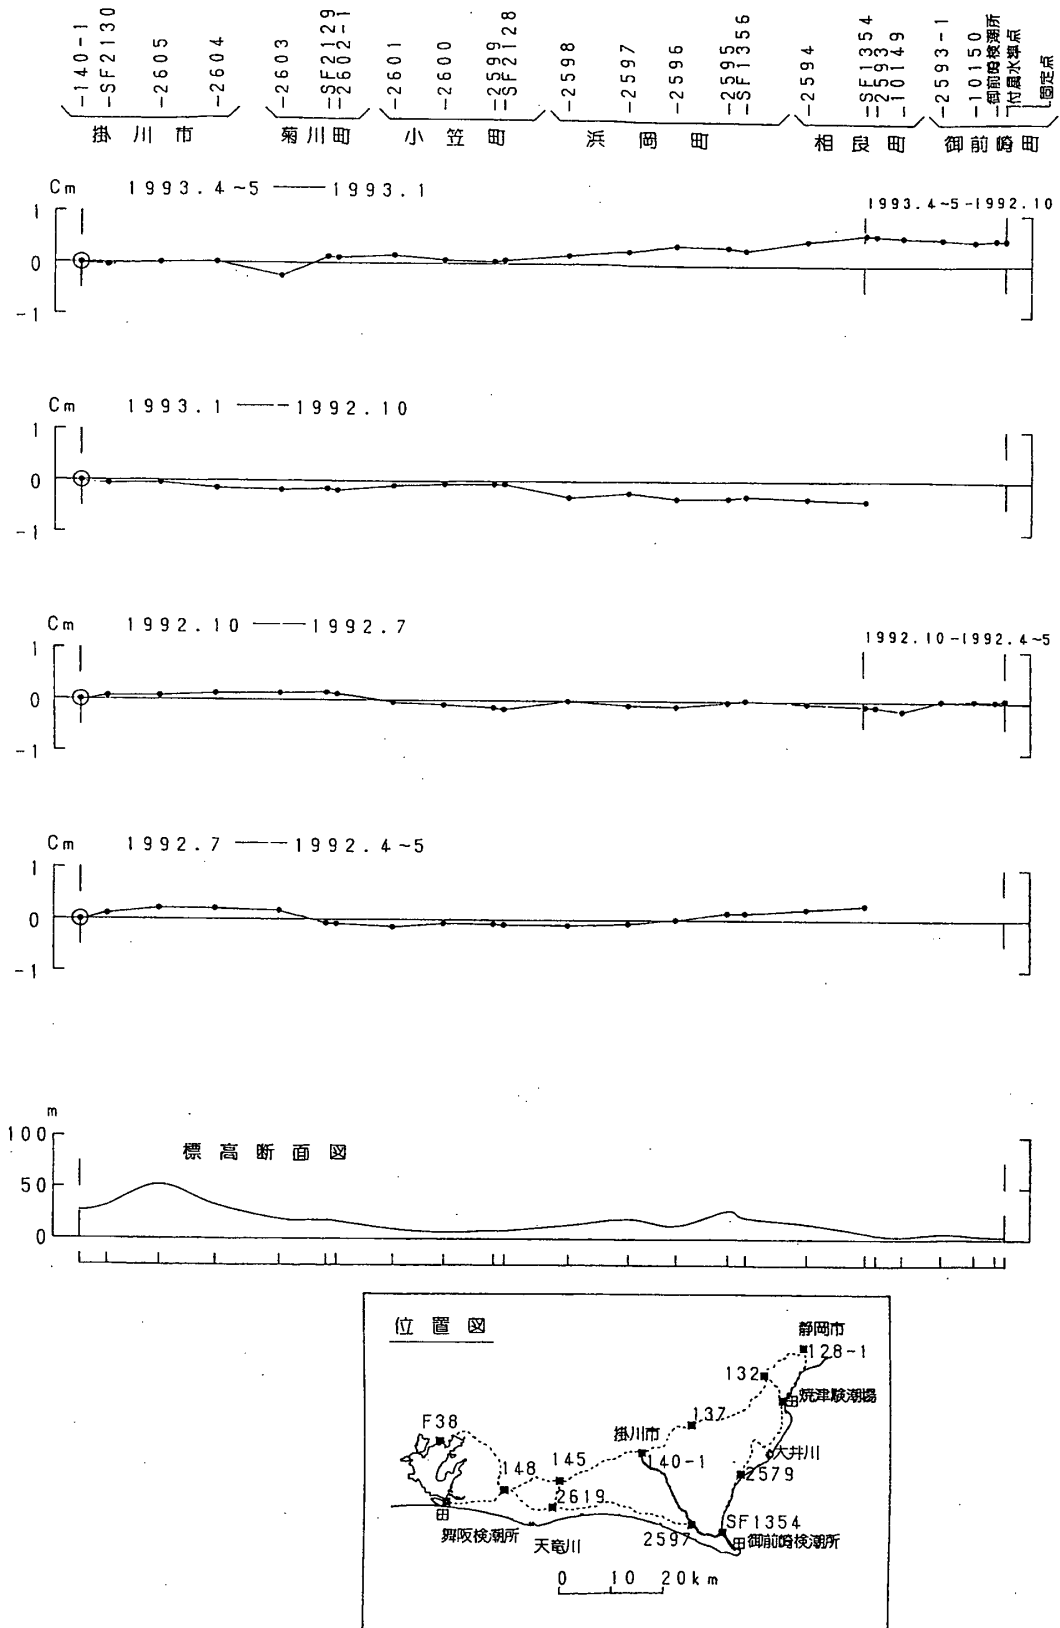 -140-1
-SF2130
-2605
-2604
-2603
-SF2129
-2602-1
-2601
-2600
-2599
-SF2128
-2598
-2597
-2596
-2595
-SF1356
-2594
-SF1354
-2593
-10149
-2593-1
-10150
御前崎検潮所
付属水準点
固定点
掛川市
菊川町
小笠町
浜岡町
相良町
御前崎町
Cm 1993.4~5 —— 1993.1
1993.4~5-1992.10
1
0
-1
Cm 1993.1 —— 1992.10
1
0
-1
Cm 1992.10 —— 1992.7
1992.10-1992.4~5
1
0
-1
Cm 1992.7 —— 1992.4~5
1
0
-1
m
100
標高断面図
50
0
位置図
静岡市
128-1
132
焼津験潮場
137
掛川市
F38
140-1
大井川
148
145
2579
2619
SF1354
舞阪検潮所
天竜川
2597
御前崎検潮所
0 10 20km